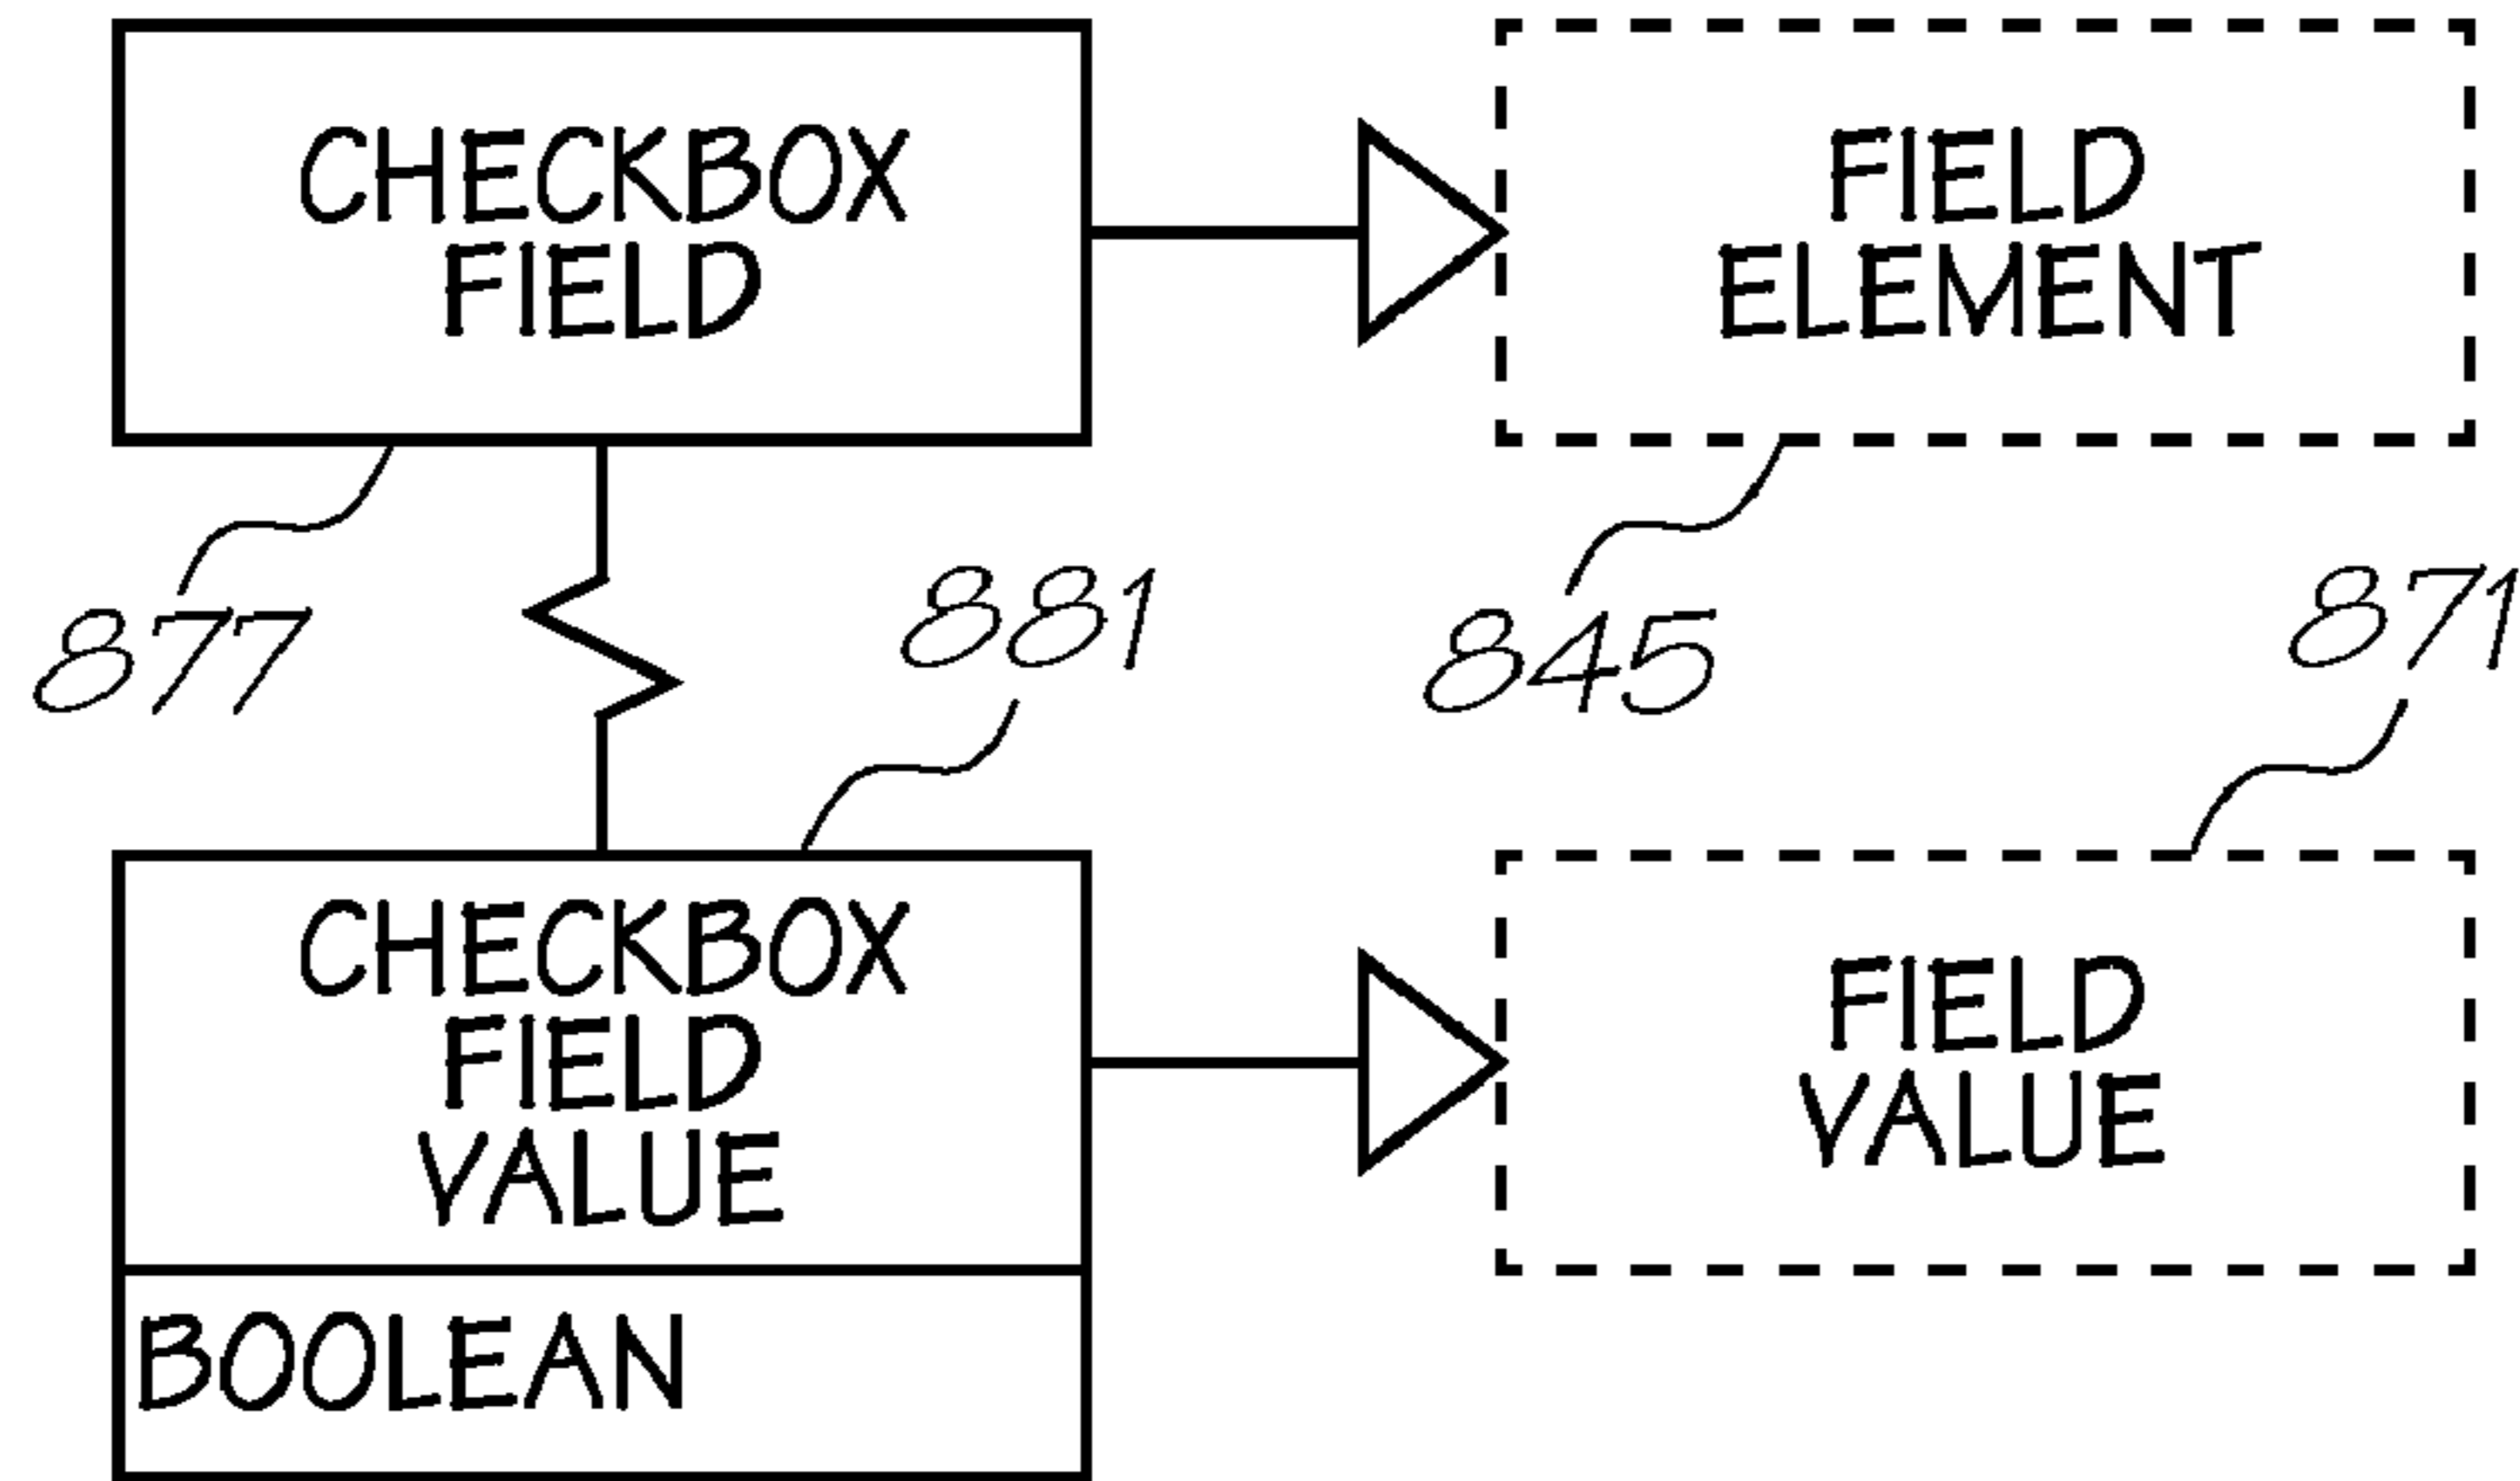 CHECKBOX
FIELD
FIELD
ELEMENT
877
881
845
871
CHECKBOX
FIELD
VALUE
BOOLEAN
FIELD
VALUE